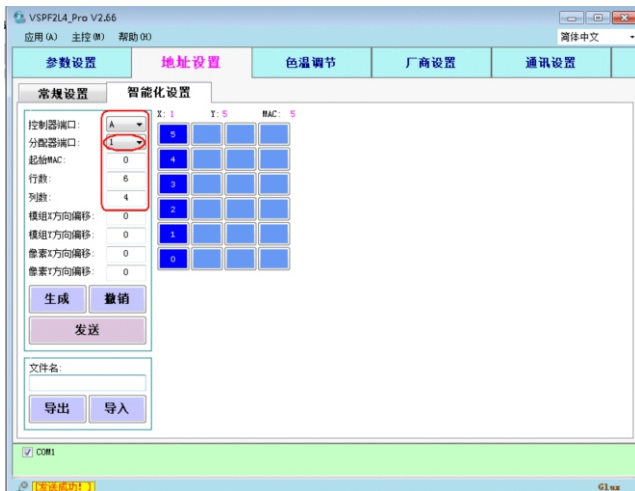 VSPF2L4_Pro V2.66
应用(A) 主控(M) 帮助(H) 简体中文
参数设置 地址设置 色温调节 厂商设置 通讯设置
常规设置 智能化设置
X: 1 Y: 5 MAC: 5
控制器端口: A
分配器端口: 1
起始MAC: 0
行数: 6
列数: 4
模组X方向偏移: 0
模组Y方向偏移: 0
像素X方向偏移: 0
像素Y方向偏移: 0
5
4
3
2
1
0
生成 撤销
发送
文件名:
导出 导入
COM1
[发送成功!] Glux